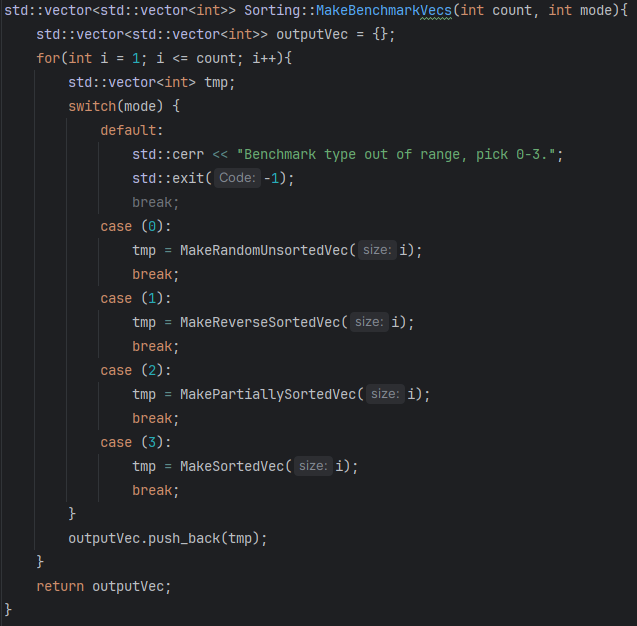 std::vector<std::vector<int>> Sorting::MakeBenchmarkVecs(int count, int mode){
    std::vector<std::vector<int>> outputVec = {};
    for(int i = 1; i <= count; i++){
        std::vector<int> tmp;
        switch(mode) {
            default:
                std::cerr << "Benchmark type out of range, pick 0-3.";
                std::exit( Code: -1);
                break;
            case (0):
                tmp = MakeRandomUnsortedVec( size: i);
                break;
            case (1):
                tmp = MakeReverseSortedVec( size: i);
                break;
            case (2):
                tmp = MakePartiallySortedVec( size: i);
                break;
            case (3):
                tmp = MakeSortedVec( size: i);
                break;
        }
        outputVec.push_back(tmp);
    }
    return outputVec;
}